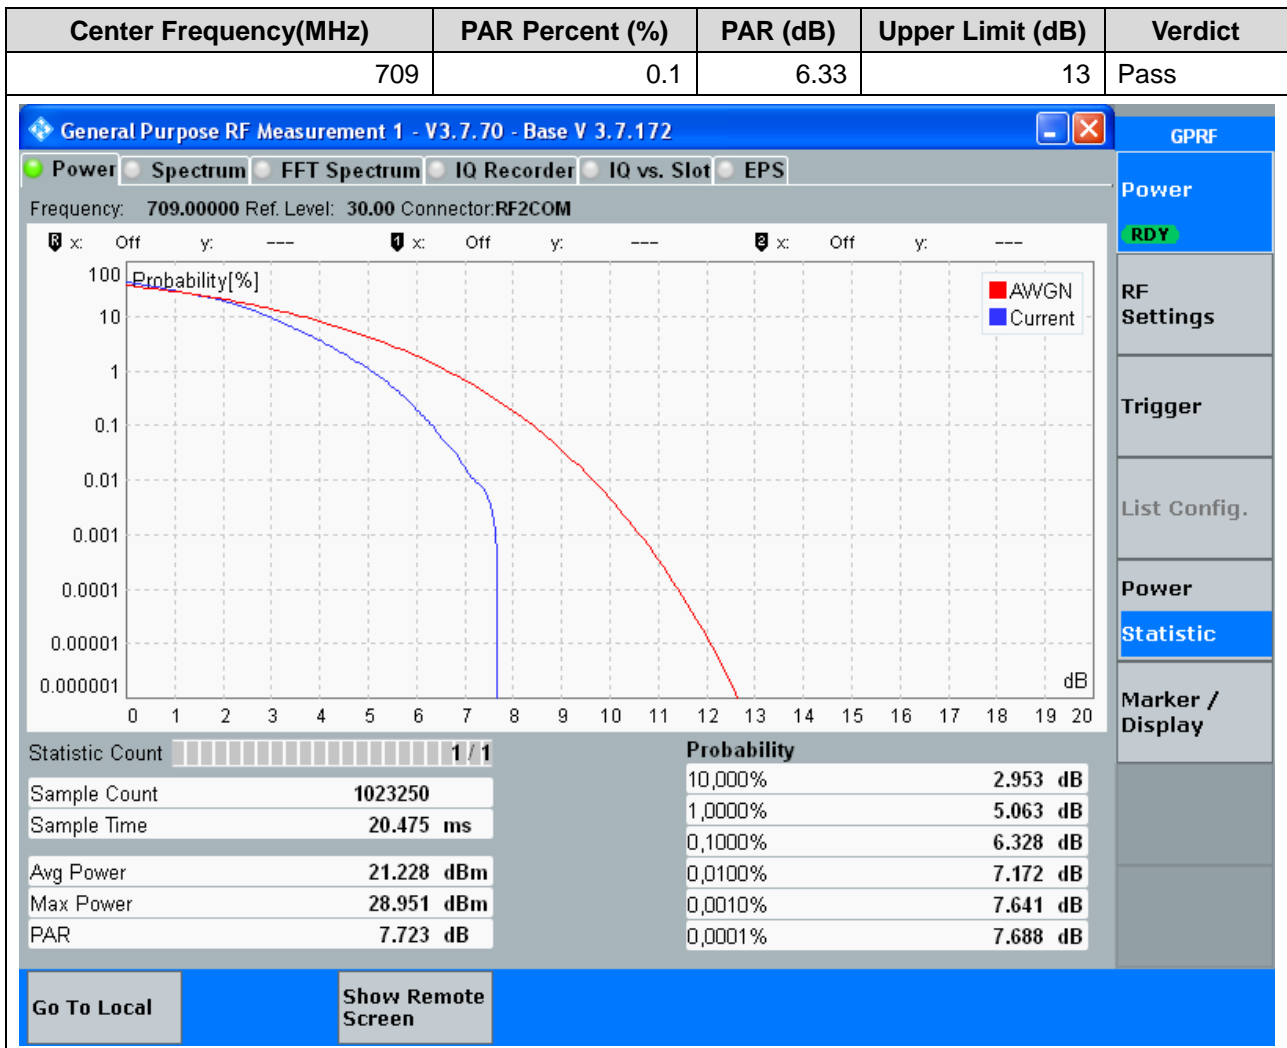 Center Frequency(MHz) PAR Percent (%) PAR (dB) Upper Limit (dB) Verdict
709 0.1 6.33 13 Pass
General Purpose RF Measurement 1 - V3.7.70 - Base V 3.7.172
GPRF
Power Spectrum FFT Spectrum IQ Recorder IQ vs. Slot EPS
Power
RDY
Frequency: 709.00000 Ref. Level: 30.00 Connector:RF2COM
R x: Off y: --- 1 x: Off y: --- 2 x: Off y: ---
Probability[%]
AWGN
Current
100
10
1
0.1
0.01
0.001
0.0001
0.00001
0.000001
dB
0 1 2 3 4 5 6 7 8 9 10 11 12 13 14 15 16 17 18 19 20
RF
Settings
Trigger
List Config.
Power
Statistic
Marker /
Display
Statistic Count 1 / 1
Sample Count 1023250
Sample Time 20.475 ms
Avg Power 21.228 dBm
Max Power 28.951 dBm
PAR 7.723 dB
Probability
10,000% 2.953 dB
1,0000% 5.063 dB
0,1000% 6.328 dB
0,0100% 7.172 dB
0,0010% 7.641 dB
0,0001% 7.688 dB
Go To Local
Show Remote
Screen